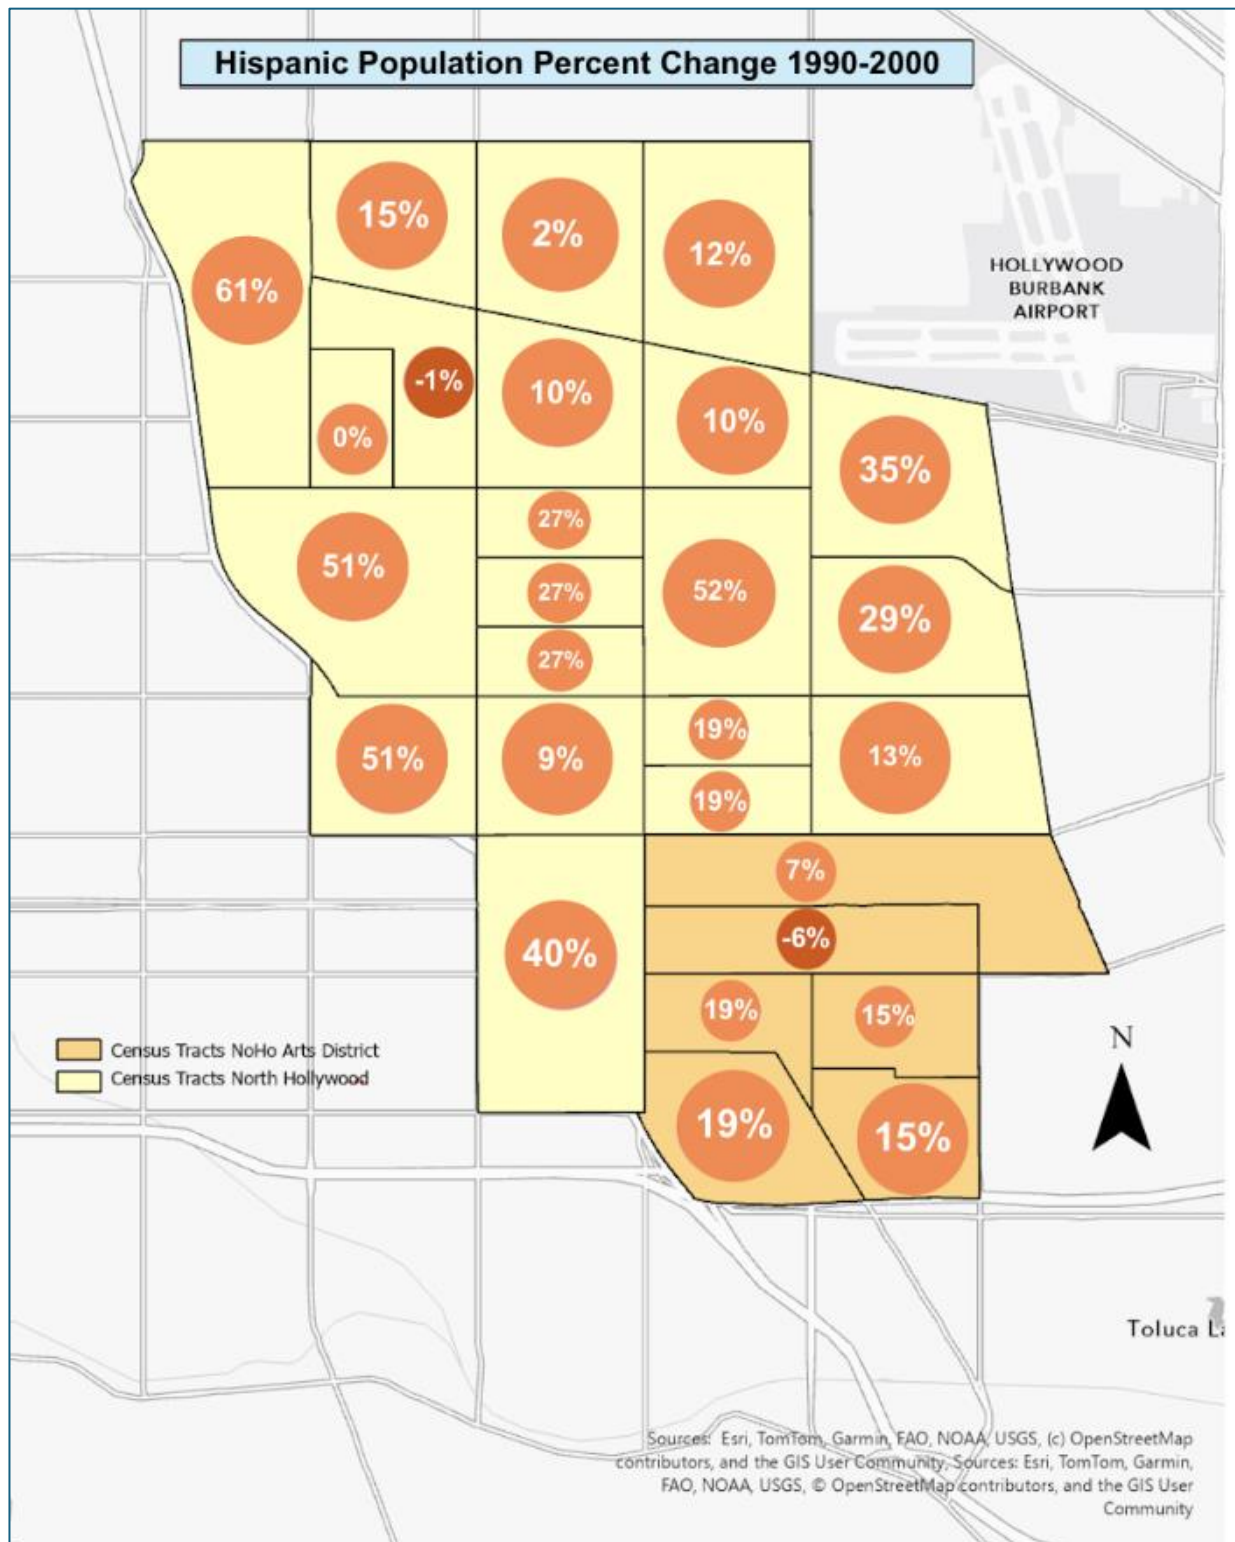 Hispanic Population Percent Change 1990-2000
15%
2%
12%
61%
HOLLYWOOD
BURBANK
AIRPORT
-1%
10%
10%
0%
35%
27%
51%
27%
52%
29%
27%
51%
9%
19%
13%
19%
7%
-6%
40%
19%
15%
N
Census Tracts NoHo Arts District
Census Tracts North Hollywood
19%
15%
Toluca La
Sources: Esri, TomTom, Garmin, FAO, NOAA, USGS, (c) OpenStreetMap
contributors, and the GIS User Community, Sources: Esri, TomTom, Garmin,
FAO, NOAA, USGS, © OpenStreetMap contributors, and the GIS User
Community